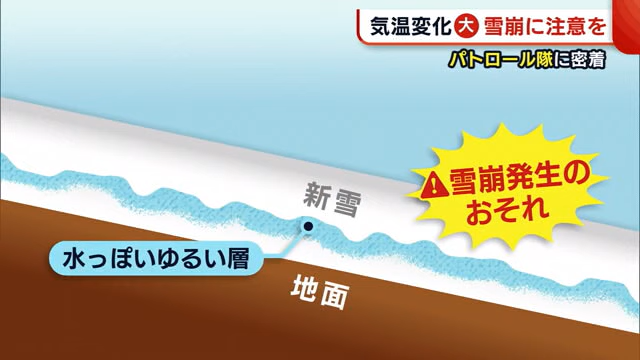 気温変化大 雪崩に注意を
パトロール隊に密着
⚠雪崩発生の
おそれ
新雪
水っぽいゆるい層
地面